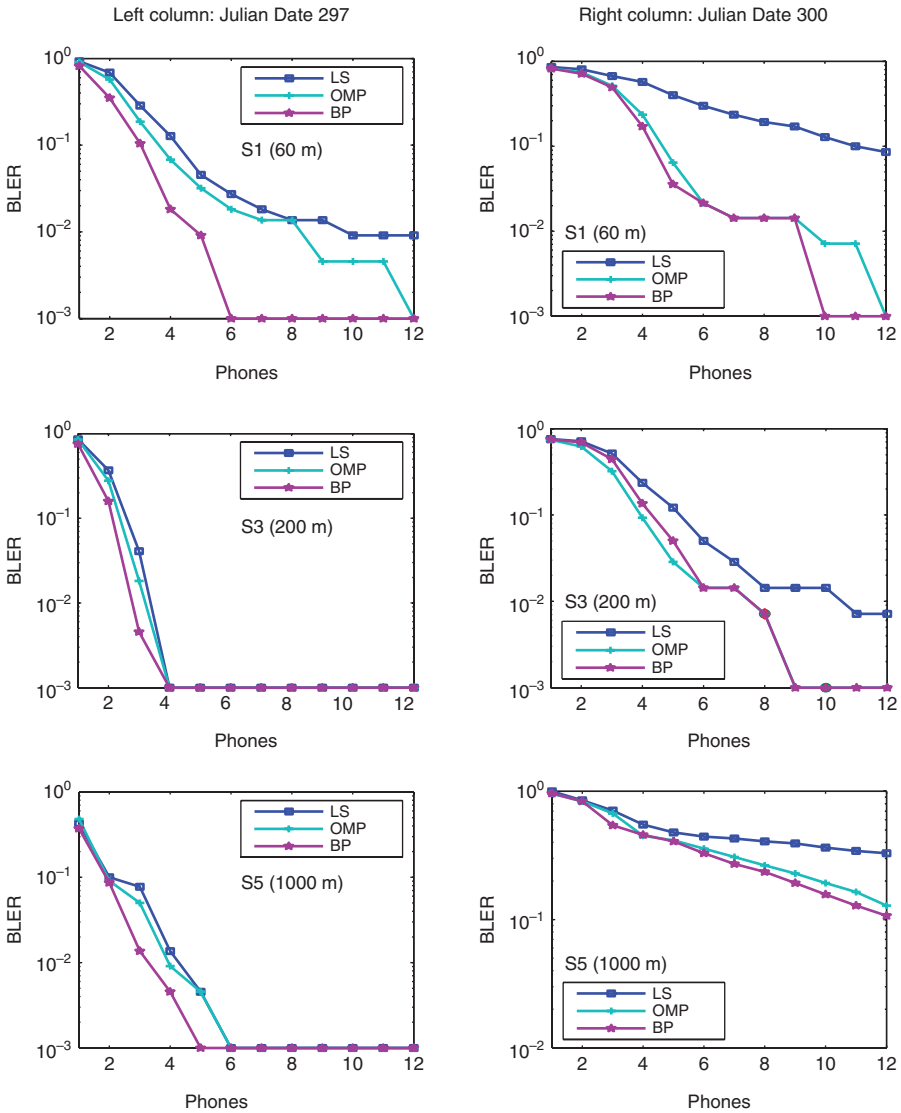 Left column: Julian Date 297
Right column: Julian Date 300
10^0
10^-1
10^-2
10^-3
BLER
LS
OMP
BP
S1 (60 m)
2 4 6 8 10 12
Phones
10^0
10^-1
10^-2
10^-3
BLER
S1 (60 m)
LS
OMP
BP
2 4 6 8 10 12
Phones
10^0
10^-1
10^-2
10^-3
BLER
LS
OMP
BP
S3 (200 m)
2 4 6 8 10 12
Phones
10^0
10^-1
10^-2
10^-3
BLER
S3 (200 m)
LS
OMP
BP
2 4 6 8 10 12
Phones
10^0
10^-1
10^-2
10^-3
BLER
LS
OMP
BP
S5 (1000 m)
2 4 6 8 10 12
Phones
10^0
10^-1
10^-2
BLER
S5 (1000 m)
LS
OMP
BP
2 4 6 8 10 12
Phones